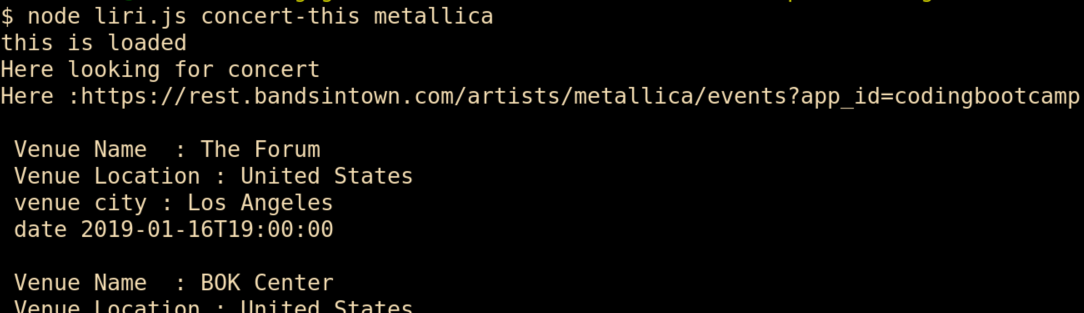 $ node liri.js concert-this metallica
this is loaded
Here looking for concert
Here :https://rest.bandsintown.com/artists/metallica/events?app_id=codingbootcamp
Venue Name  : The Forum
Venue Location : United States
venue city : Los Angeles
date 2019-01-16T19:00:00
Venue Name  : BOK Center
Venue Location : United States